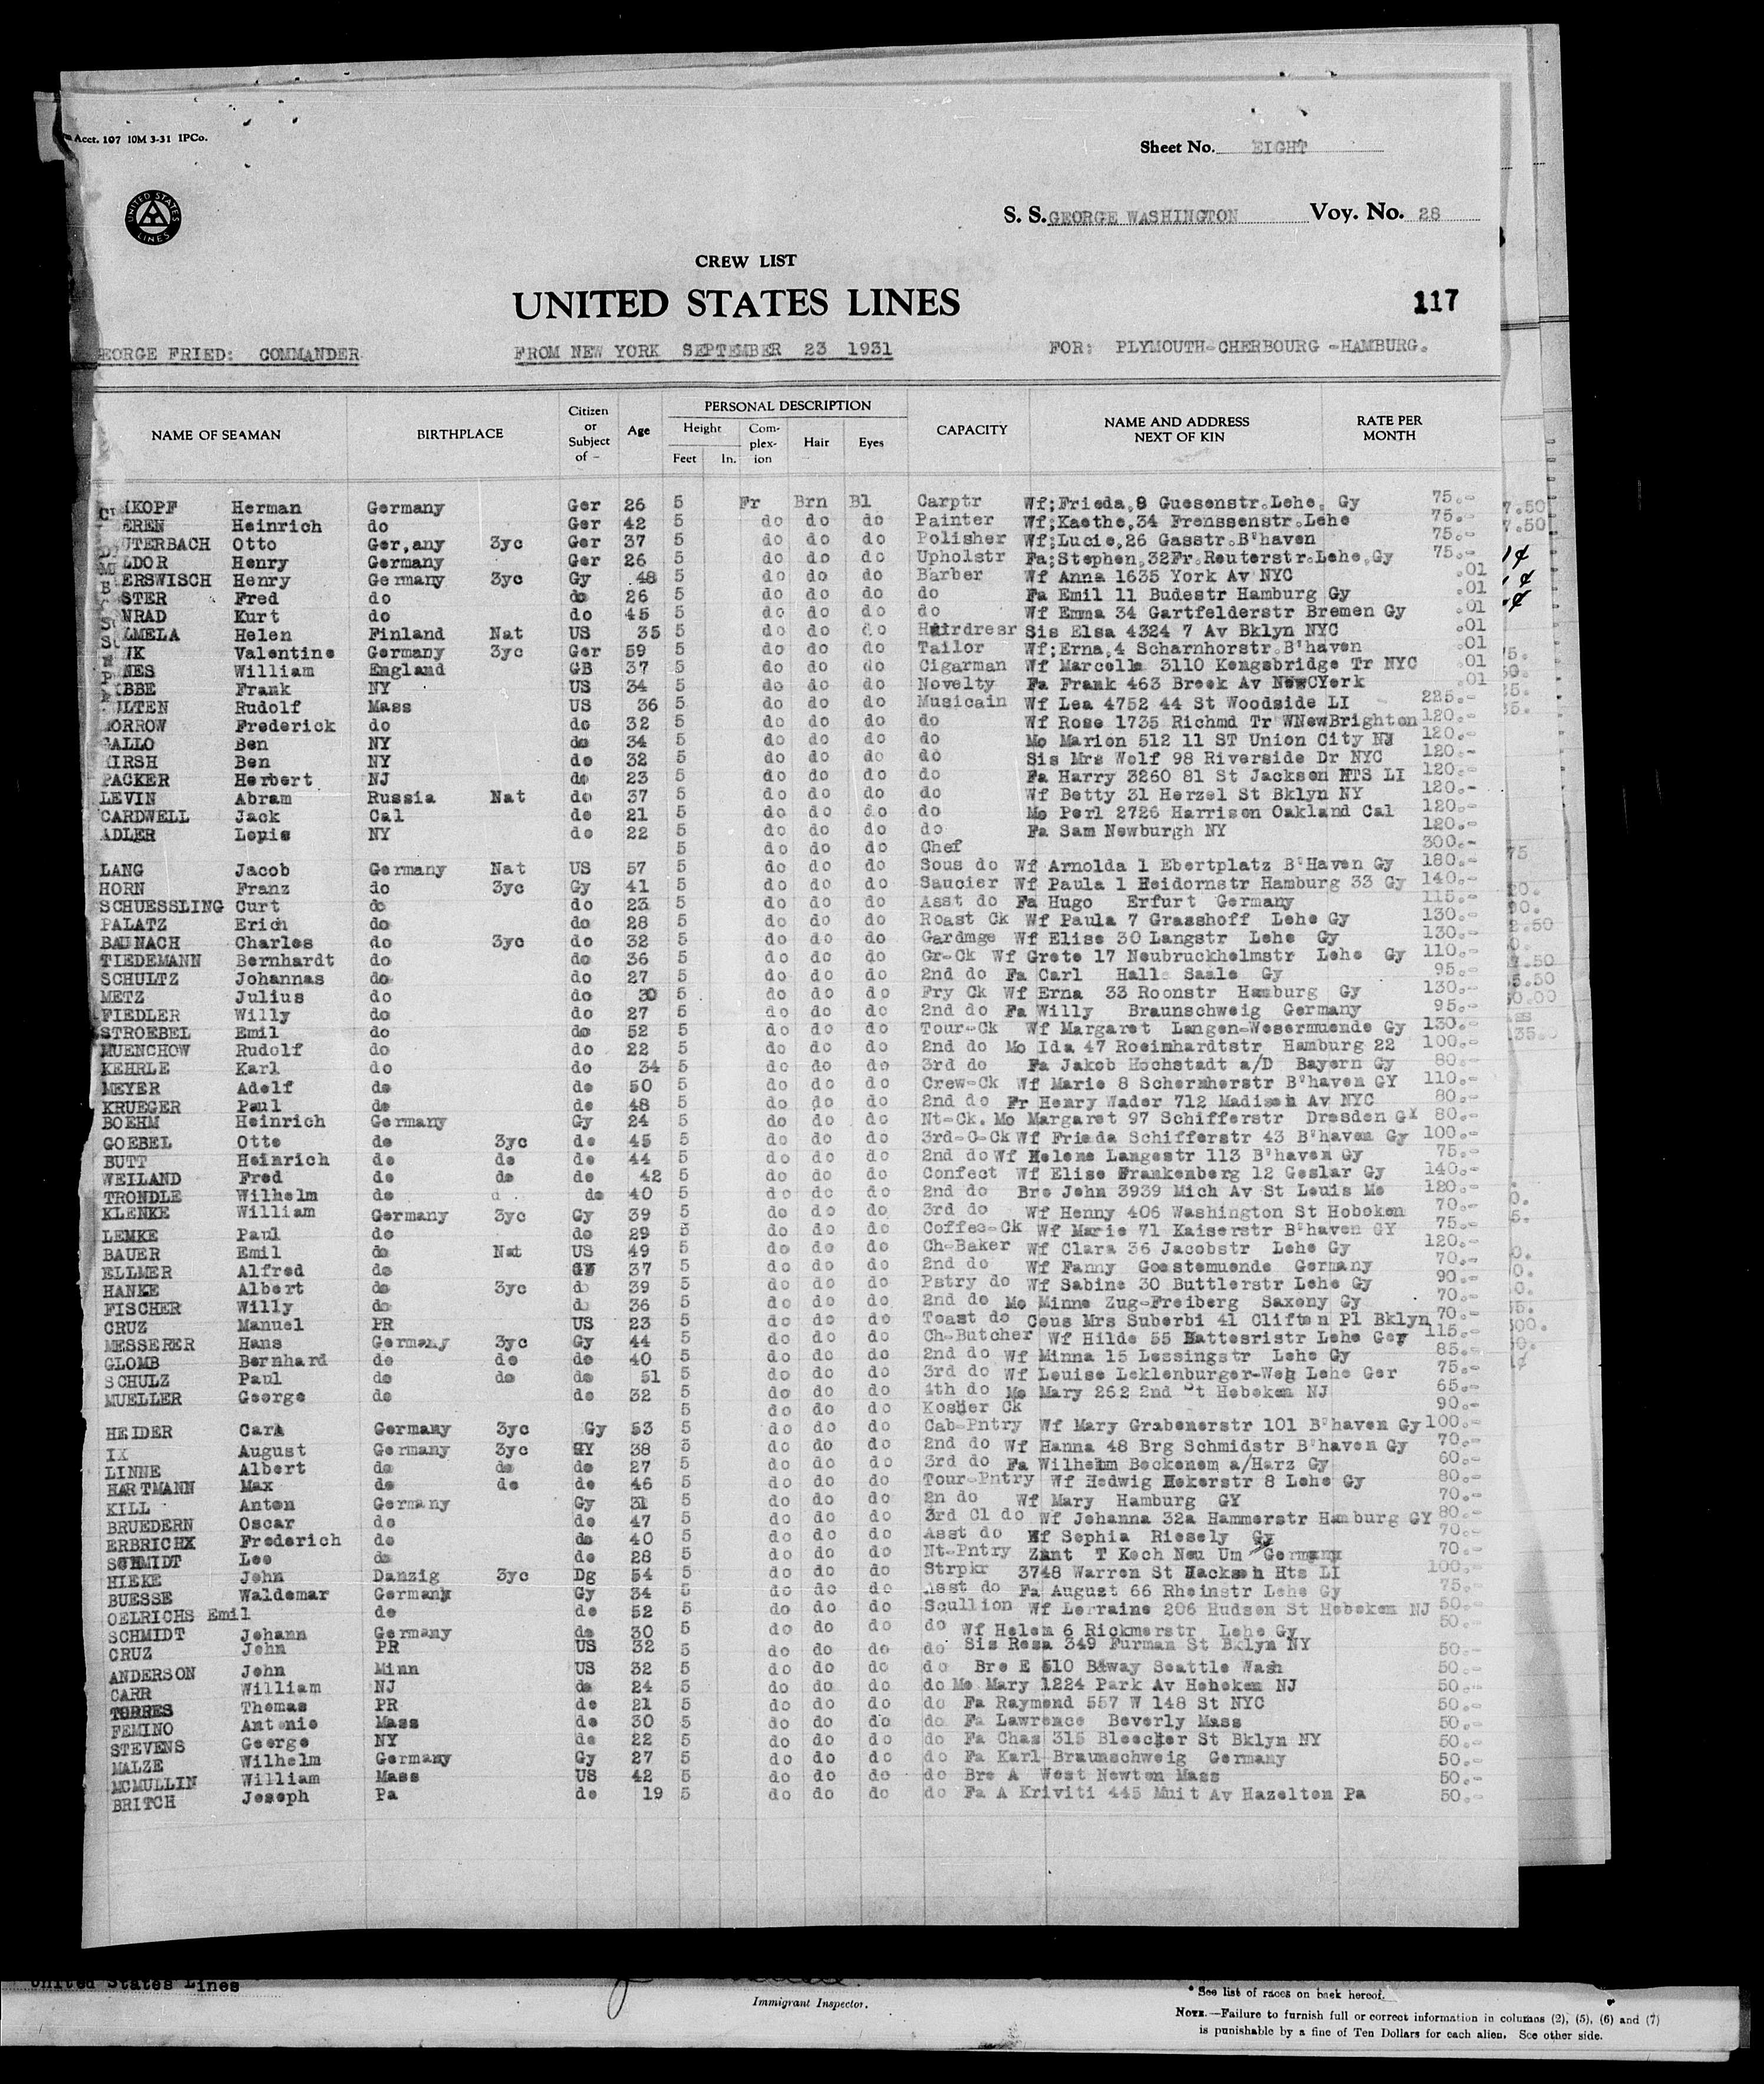 Acct. 107 10M 3-31 IPCo.
Sheet No. EIGHT
UNITED STATES LINES
S. S. GEORGE WASHINGTON Voy. No. 28
CREW LIST
UNITED STATES LINES
117
EORGE FRIED: COMMANDER FROM NEW YORK SEPTEMBER 23 1931 FOR: PLYMOUTH-CHERBOURG -HAMBURG.
NAME OF SEAMAN BIRTHPLACE Citizen or Subject of - Age PERSONAL DESCRIPTION Height Feet In. Com-plex-ion Hair Eyes CAPACITY NAME AND ADDRESS NEXT OF KIN RATE PER MONTH
KOPF Herman Germany Ger 26 5 Fr Brn Bl Carptr Wf;Frieda,8 Guesenstr.Lehe, Gy 75.-
EREN Heinrich do Ger 42 5 do do do Painter Wf;Kaethe,34 Frenssenstr.Lehe 75.-
UTERBACH Otto Ger,any 3yc Ger 37 5 do do do Polisher Wf;Lucie,26 Gasstr.B'haven 75.-
LDOR Henry Germany Ger 26 5 do do do Upholstr Fa;Stephen,32Fr.Reuterstr.Lehe,Gy 75.-
ERSWISCH Henry Germany 3yc Gy 48 5 do do do Barber Wf Anna 1635 York Av NYC .01
STER Fred do do 26 5 do do do do Fa Emil 11 Budestr Hamburg Gy .01
NRAD Kurt do do 45 5 do do do do Wf Emma 34 Gartfelderstr Bremen Gy .01
LMELA Helen Finland Nat US 35 5 do do do Hairdresr Sis Elsa 4324 7 Av Bklyn NYC .01
NK Valentine Germany 3yc Ger 59 5 do do do Tailor Wf;Erna,4 Scharnhorstr.B'haven .01
NES William England GB 37 5 do do do Cigarman Wf Marcella 3110 Kengsbridge Tr NYC .01
BBE Frank NY US 34 5 do do do Novelty Fa Frank 463 Brook Av NewCYork .01
ILTEN Rudolf Mass US 36 5 do do do Musicain Wf Lea 4752 44 St Woodside LI 225.-
MORROW Frederick do do 32 5 do do do do Wf Rose 1735 Richmd Tr WNewBrighton 120.-
GALLO Ben NY do 34 5 do do do do Mo Marion 512 11 ST Union City NJ 120.-
HIRSH Ben NY do 32 5 do do do do Sis Mrs Wolf 98 Riverside Dr NYC 120.-
PACKER Herbert NJ do 23 5 do do do do Fa Harry 3260 81 St Jackson HTS LI 120.-
LEVIN Abram Russia Nat do 37 5 do do do do Wf Betty 31 Herzel St Bklyn NY 120.-
CARDWELL Jack Cal do 21 5 do do do do Mo Perl 2726 Harrison Oakland Cal 120.-
ADLER Lopis NY do 22 5 do do do do Fa Sam Newburgh NY 120.-
5 do do do Chef 300.-
LANG Jacob Germany Nat US 57 5 do do do Sous do Wf Arnolda 1 Ebertplatz B'Haven Gy 180.-
HORN Franz do 3yc Gy 41 5 do do do Saucier Wf Paula 1 Heidornstr Hamburg 33 Gy 140.-
SCHUESSLING Curt do do 23 5 do do do Asst do Fa Hugo Erfurt Germany 115.-
PALATZ Erich do do 28 5 do do do Roast Ck Wf Paula 7 Grasshoff Lehe Gy 130.-
BAUNACH Charles do 3yc do 32 5 do do do Gardmge Wf Elise 30 Langstr Lehe Gy 130.-
TIEDEMANN Bernhardt do do 36 5 do do do Gr-Ck Wf Grete 17 Neubruckhelmstr Lehe Gy 110.-
SCHULTZ Johannas do do 27 5 do do do 2nd do Fa Carl Halle Saale Gy 95.-
METZ Julius do do 30 5 do do do Fry Ck Wf Erna 33 Roonstr Hamburg Gy 130.-
FIEDLER Willy do do 27 5 do do do 2nd do Fa Willy Braunschweig Germany 95.-
STROEBEL Emil do do 52 5 do do do Tour-Ck Wf Margaret Langen-Wesermuende Gy 130.-
MUENCHOW Rudolf do do 22 5 do do do 2nd do Mo Ida 47 Roeimhardtstr Hamburg 22 100.-
KEHRLE Karl do do 34 5 do do do 3rd do Fa Jakob Hochstadt a/D Bayern Gy 80.-
MEYER Adolf do do 50 5 do do do Crew-Ck Wf Marie 8 Schernherstr B'haven GY 110.-
KRUEGER Paul do do 48 5 do do do 2nd do Fr Henry Wader 712 Madison Av NYC 80.-
BOEHM Heinrich Germany Gy 24 5 do do do Nt-Ck. Mo Margaret 97 Schifferstr Dresden GY 80.-
GOEBEL Otto do 3yc do 45 5 do do do 3rd-C-Ck Wf Frieda Schifferstr 43 B'haven Gy 100.-
BUTT Heinrich do do do 44 5 do do do 2nd do Wf Helene Langestr 113 B'haven Gy 75.-
WEILAND Fred do do do 42 5 do do do Confect Wf Elise Frankenberg 12 Goslar Gy 140.-
TRONDLE Wilhelm do d do 40 5 do do do 2nd do Bro John 3939 Mich Av St Louis Mo 120.-
KLENKE William Germany 3yc Gy 39 5 do do do 3rd do Wf Henny 406 Washington St Hoboken 70.-
LEMKE Paul do do 29 5 do do do Coffee-Ck Wf Marie 71 Kaiserstr B'haven GY 75.-
BAUER Emil do Nat US 49 5 do do do Ch-Baker Wf Clara 36 Jacobstr Lehe Gy 120.-
ELLMER Alfred do GY 37 5 do do do 2nd do Wf Fanny Goestemuende Germany 70.-
HANKE Albert do 3yc do 39 5 do do do Pstry do Wf Sabine 30 Buttlerstr Lehe Gy 90.-
FISCHER Willy do do 36 5 do do do 2nd do Mo Minne Zug-Freiberg Saxony Gy 70.-
CRUZ Manuel PR US 23 5 do do do Toast do Cous Mrs Suberbi 41 Clifton Pl Bklyn 70.-
MESSERER Hans Germany 3yc Gy 44 5 do do do Ch-Butcher Wf Hilde 55 Hattesristr Lehe Gey 115.-
GLOMB Bernhard do do do 40 5 do do do 2nd do Wf Minna 15 Lessingstr Lehe Gy 85.-
SCHULZ Paul do do do 51 5 do do do 3rd do Wf Louise Leklenburger-Weg Lehe Ger 75.-
MUELLER George do do 32 5 do do do 4th do Mo Mary 262 2nd St Hoboken NJ 65.-
5 do do do Kosher Ck 90.-
HEIDER Carl Germany 3yc Gy 53 5 do do do Cab-Pntry Wf Mary Grabenerstr 101 B'haven Gy 100.-
IX August Germany 3yc GY 38 5 do do do 2nd do Wf Hanna 48 Brg Schmidstr B'haven Gy 70.-
LINNE Albert do do do 27 5 do do do 3rd do Fa Wilhelm Bockenem a/Harz Gy 60.-
HARTMANN Max do do do 46 5 do do do Tour-Pntry Wf Hedwig Hekerstr 8 Lehe Gy 80.-
KILL Anton Germany Gy 31 5 do do do 2n do Wf Mary Hamburg GY 70.-
BRUEDERN Oscar do do 47 5 do do do 3rd Cl do Wf Johanna 32a Hammerstr Hamburg GY 80.-
ERBRICHX Frederich do do 40 5 do do do Asst do Wf Sophia Riesely Gy 70.-
SCHMIDT Leo do do 28 5 do do do Nt-Pntry T Koch Neu Um Germany 70.-
HIEKE John Danzig 3yc Dg 54 5 do do do Strpkr 3748 Warren St Jackson Hts LI 100.-
BUESSE Waldemar Germany Gy 34 5 do do do Asst do Fa August 66 Rheinstr Lehe Gy 75.-
OELRICHS Emil do do 52 5 do do do Scullion Wf Lorraine 206 Hudson St Hoboken NJ 50.-
SCHMIDT Johann Germany do 30 5 do do do do Wf Helen 6 Rickmerstr Lehe Gy 50.-
CRUZ John PR US 32 5 do do do do Sis Rosa 349 Furman St Bklyn NY 50.-
ANDERSON John Minn US 32 5 do do do do Bro E 510 Bdway Seattle Wash 50.-
CARR William NJ do 24 5 do do do do Mo Mary 1224 Park Av Hoboken NJ 50.-
TORRES Thomas PR do 21 5 do do do do Fa Raymond 557 W 148 St NYC 50.-
FEMINO Antonio Mass do 30 5 do do do do Fa Lawrence Beverly Mass 50.-
STEVENS George NY do 22 5 do do do do Fa Chas 315 Bleecker St Bklyn NY 50.-
MALZE Wilhelm Germany Gy 27 5 do do do do Fa Karl Braunschweig Germany 50.-
MCMULLIN William Mass US 42 5 do do do do Bro A West Newton Mass 50.-
BRITCH Joseph Pa do 19 5 do do do do Fa A Kriviti 445 Muit Av Hazelton Pa 50.-
United States Lines
Immigrant Inspector.
* See list of races on back hereof.
NOTE.—Failure to furnish full or correct information in columns (2), (5), (6) and (7)
is punishable by a fine of Ten Dollars for each alien. See other side.